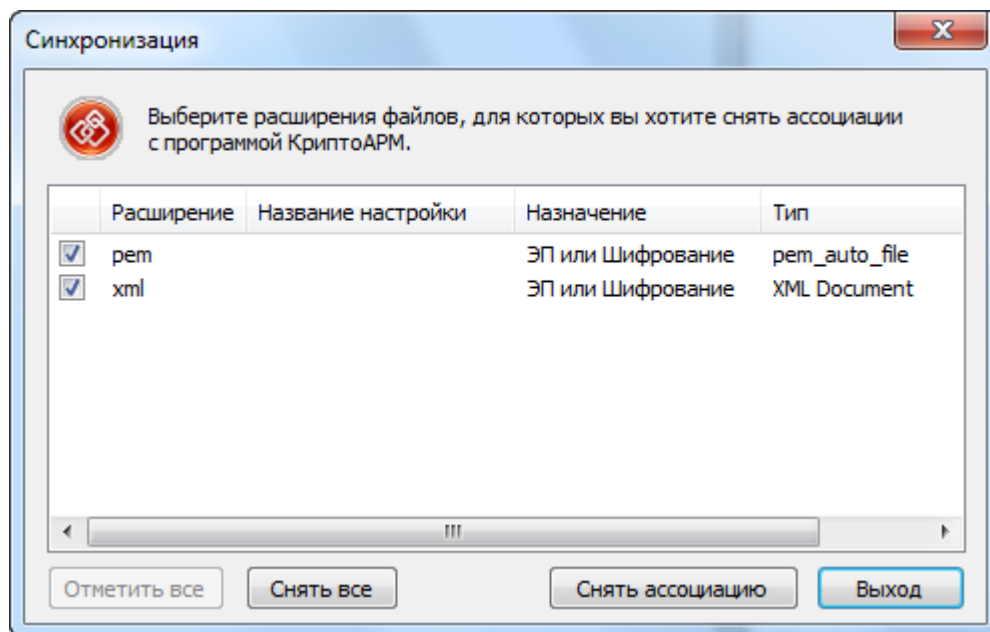 Синхронизация
Выберите расширения файлов, для которых вы хотите снять ассоциации
с программой КриптоАРМ.
Расширение Название настройки Назначение Тип
pem ЭП или Шифрование pem_auto_file
xml ЭП или Шифрование XML Document
Отметить все Снять все Снять ассоциацию Выход